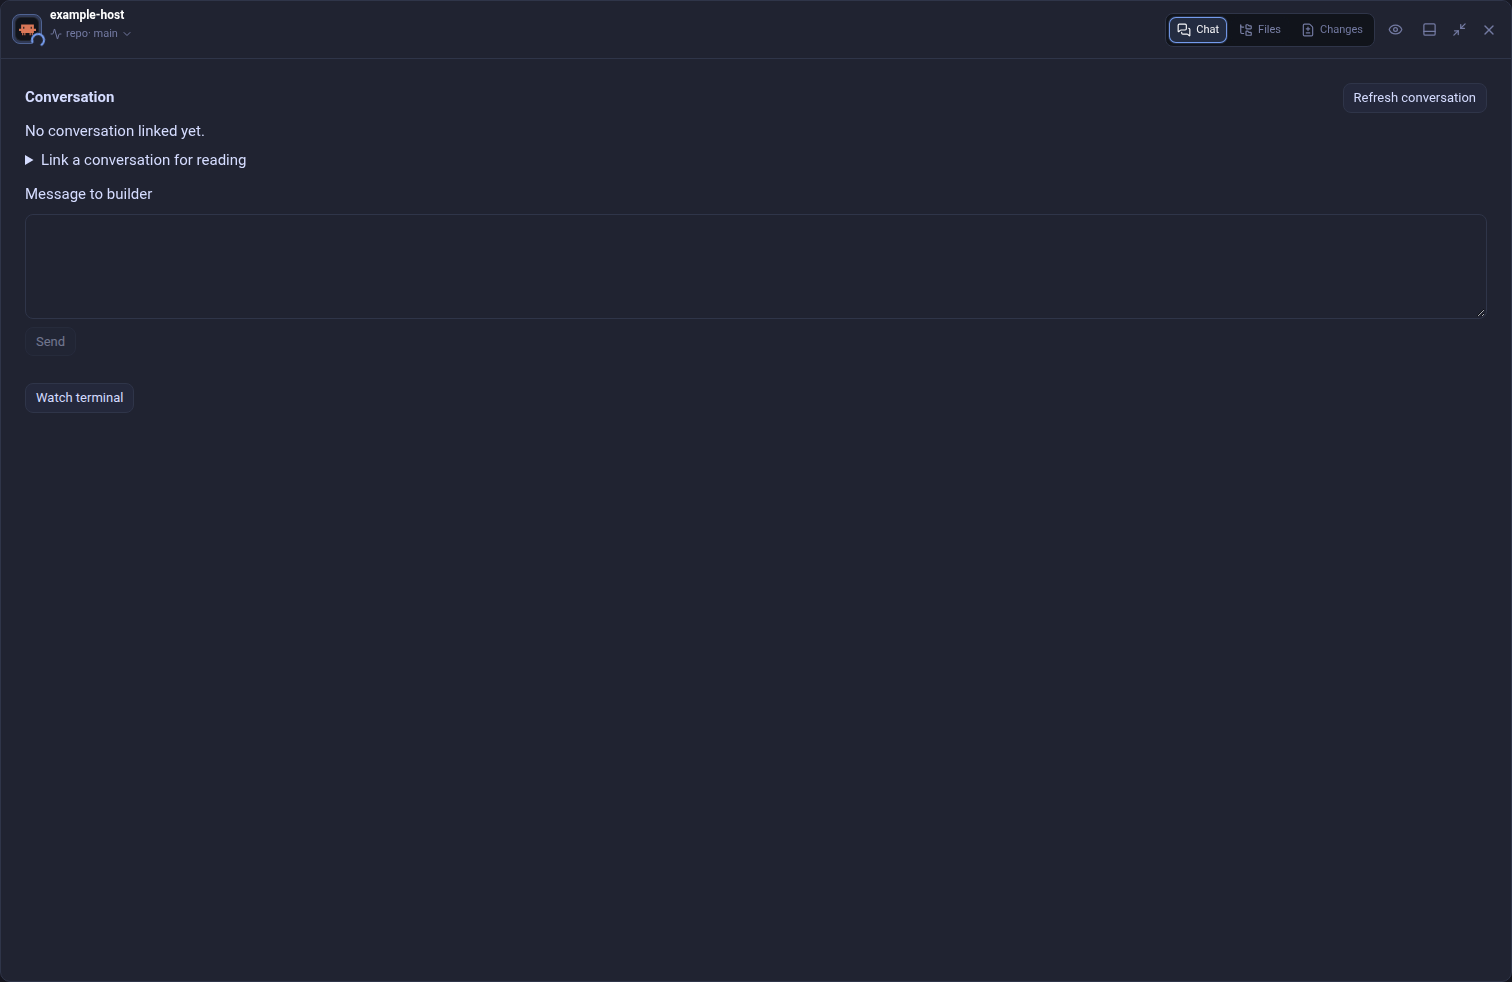 example-host
repo· main
Chat
Files
Changes
Conversation
Refresh conversation
No conversation linked yet.
Link a conversation for reading
Message to builder
Send
Watch terminal